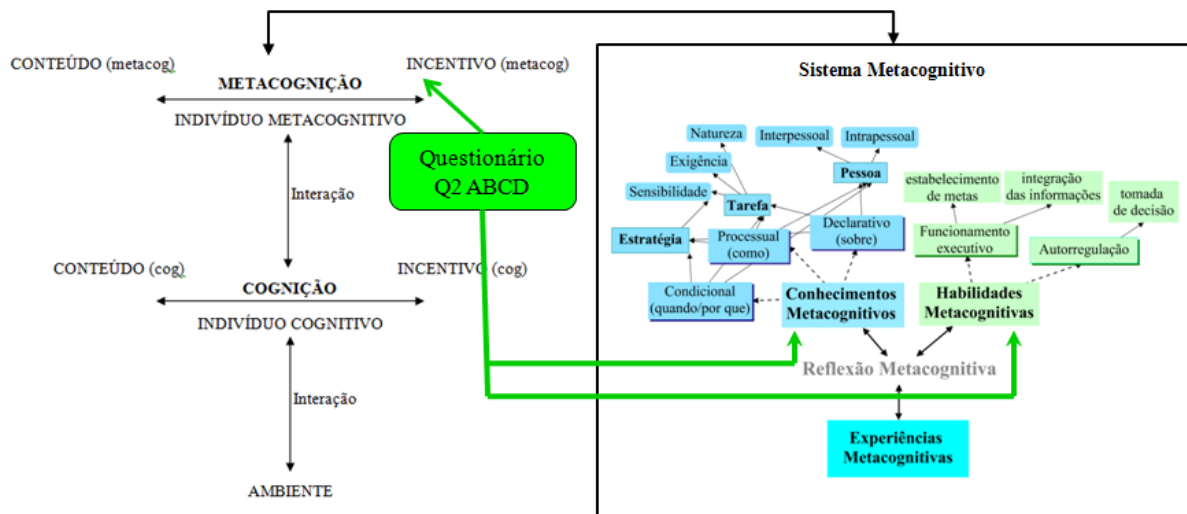 CONTEÚDO (metacog)
INCENTIVO (metacog)
METACOGNIÇÃO
INDIVÍDUO METACOGNITIVO
Interação
Questionário
Q2 ABCD
CONTEÚDO (cog)
INCENTIVO (cog)
COGNIÇÃO
INDIVÍDUO COGNITIVO
Interação
AMBIENTE
Sistema Metacognitivo
Natureza
Interpessoal
Intrapessoal
Exigência
Pessoa
Sensibilidade
Tarefa
estabelecimento
de metas
integração
das informações
tomada
de decisão
Estratégia
Processual
(como)
Declarativo
(sobre)
Funcionamento
executivo
Autorregulação
Condicional
(quando/por que)
Conhecimentos
Metacognitivos
Habilidades
Metacognitivas
Reflexão Metacognitiva
Experiências
Metacognitivas